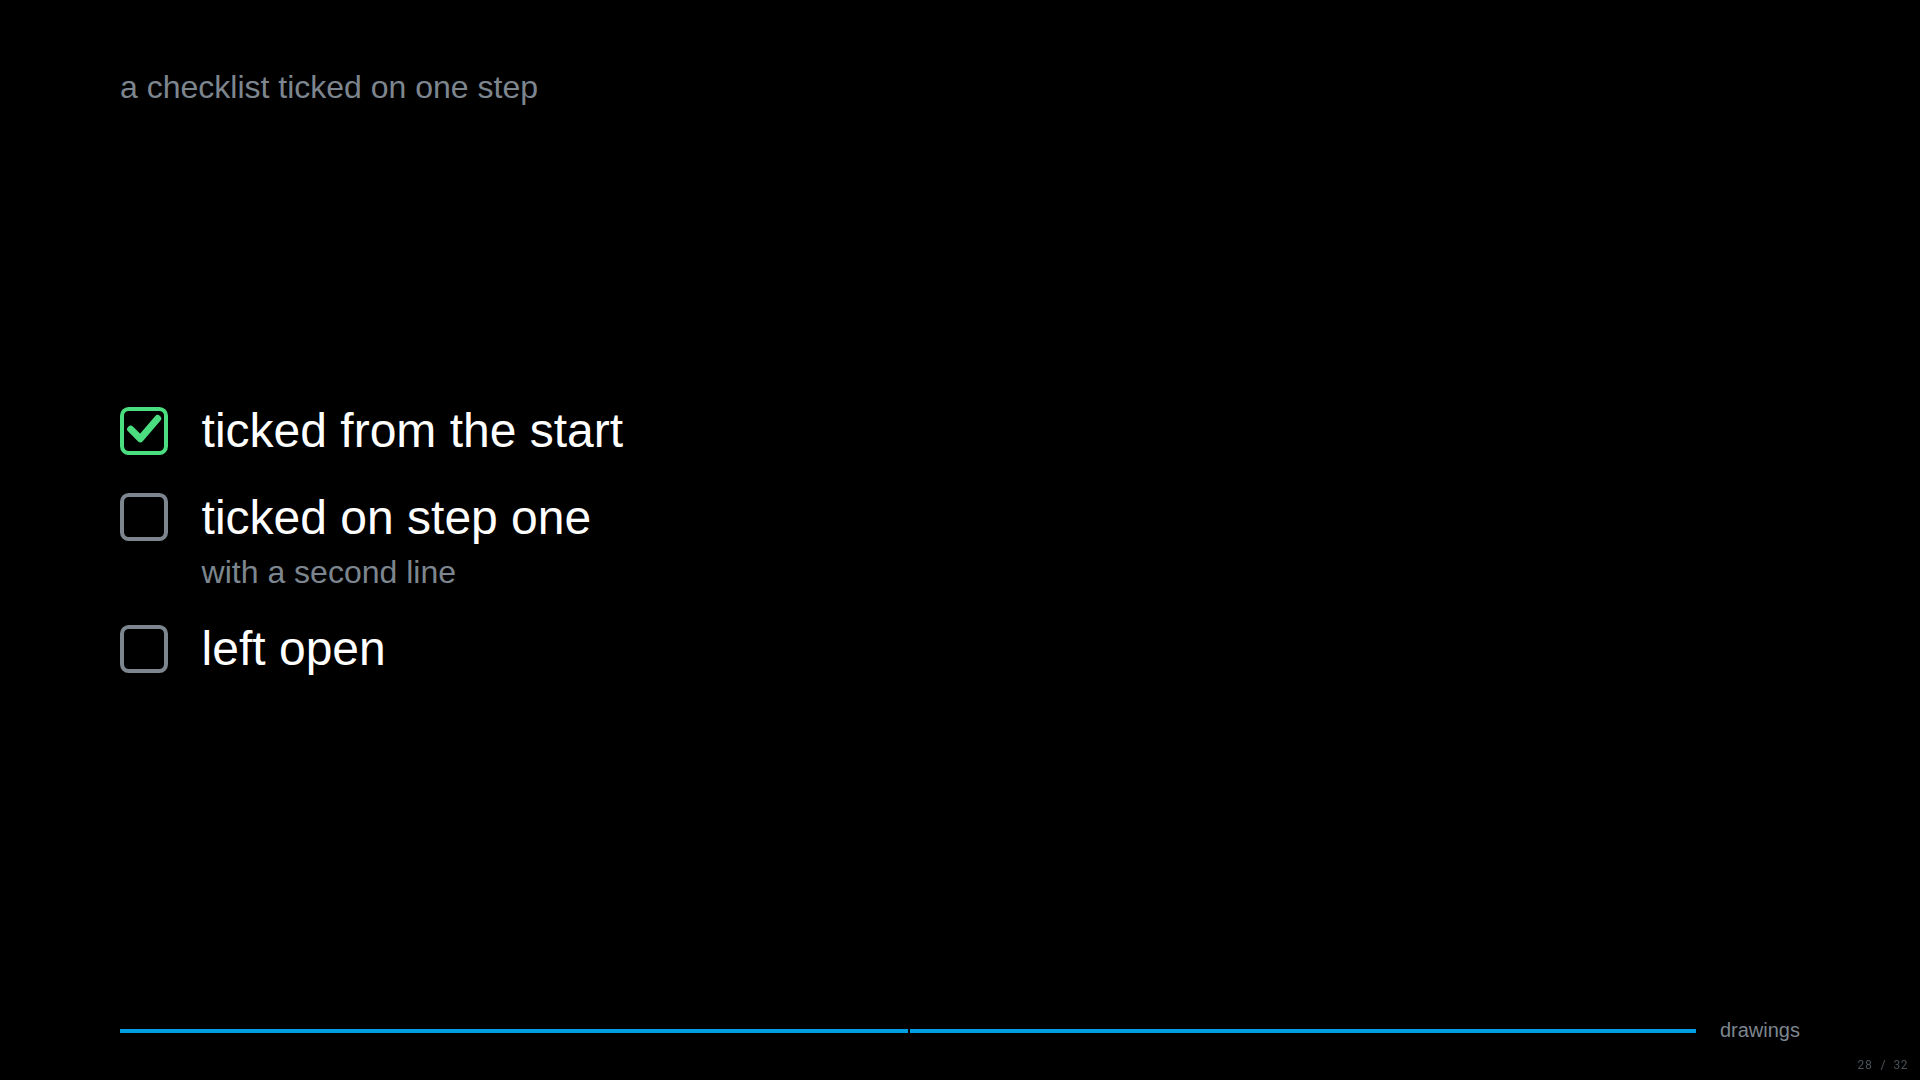 a checklist ticked on one step
ticked from the start
ticked on step one
with a second line
left open
drawings
28 / 32